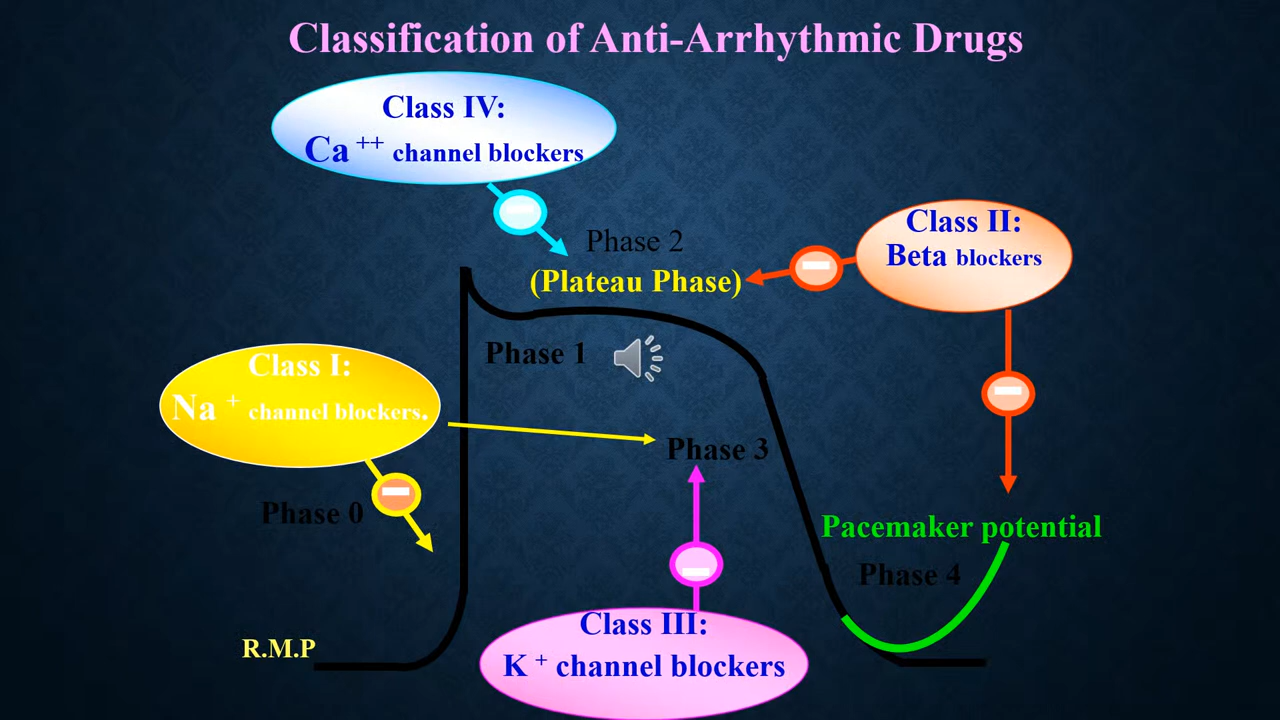 Classification of Anti-Arrhythmic Drugs
Class IV:
Ca ++ channel blockers
Class II:
Beta blockers
Phase 2
(Plateau Phase)
Phase 1
Class I:
Na + channel blockers.
Phase 3
Phase 0
Pacemaker potential
Phase 4
R.M.P
Class III:
K + channel blockers